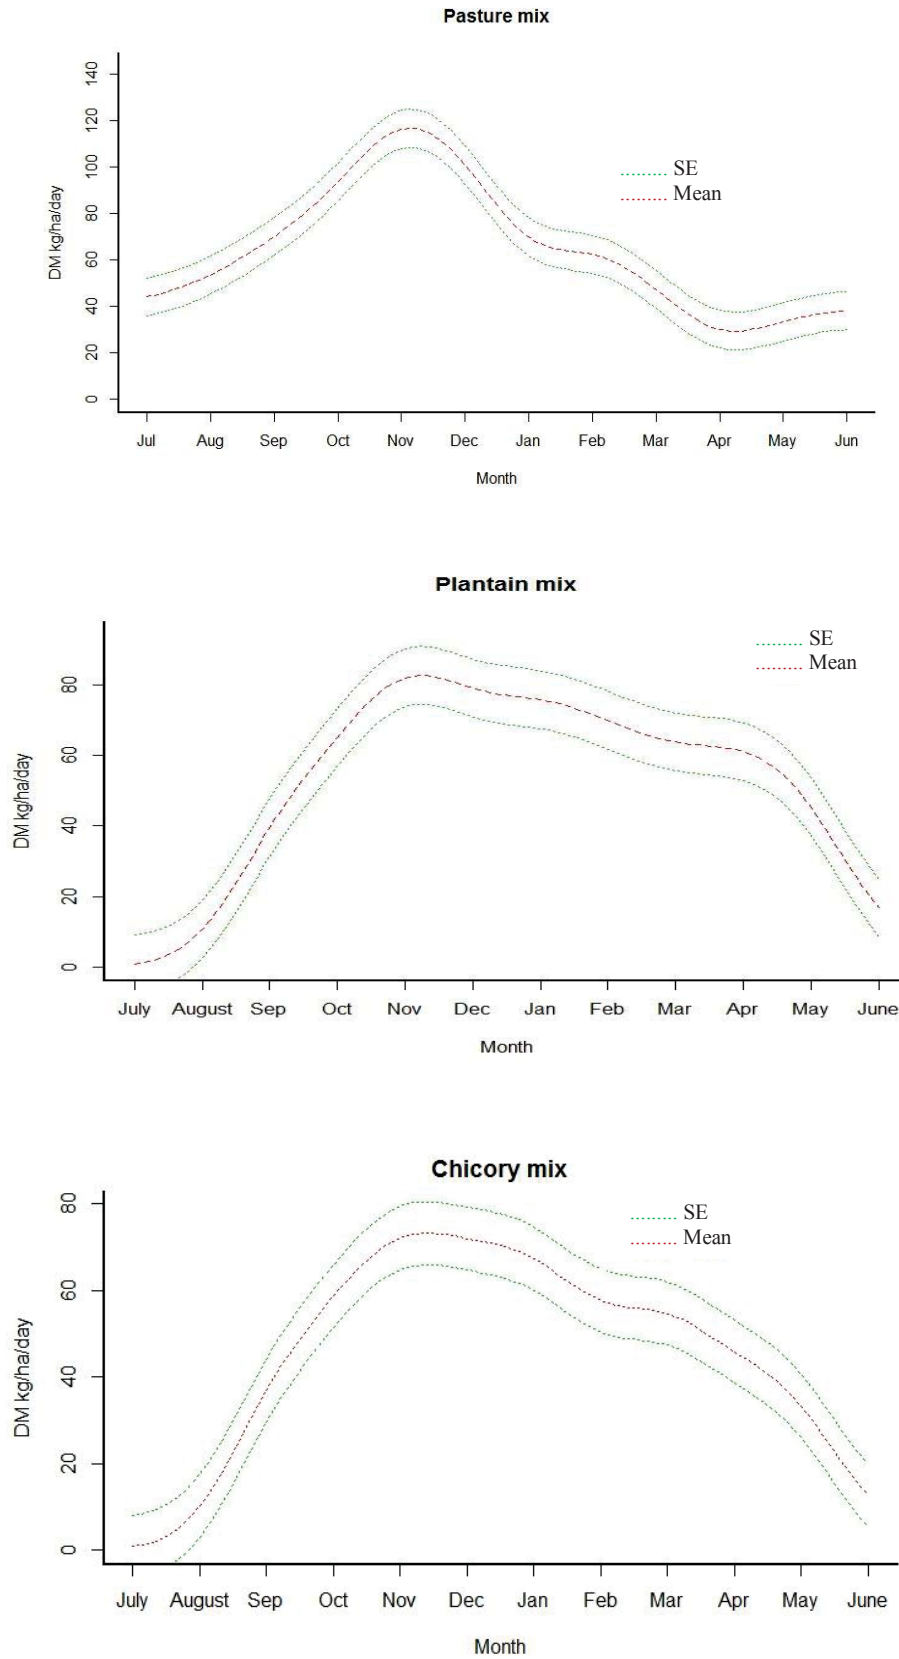 Pasture mix
140
120
100
80
60
40
20
0
DM kg/ha/day
SE
Mean
Jul Aug Sep Oct Nov Dec Jan Feb Mar Apr May Jun
Month
Plantain mix
80
60
40
20
0
DM kg/ha/day
SE
Mean
July August Sep Oct Nov Dec Jan Feb Mar Apr May June
Month
Chicory mix
80
60
40
20
0
DM kg/ha/day
SE
Mean
July August Sep Oct Nov Dec Jan Feb Mar Apr May June
Month